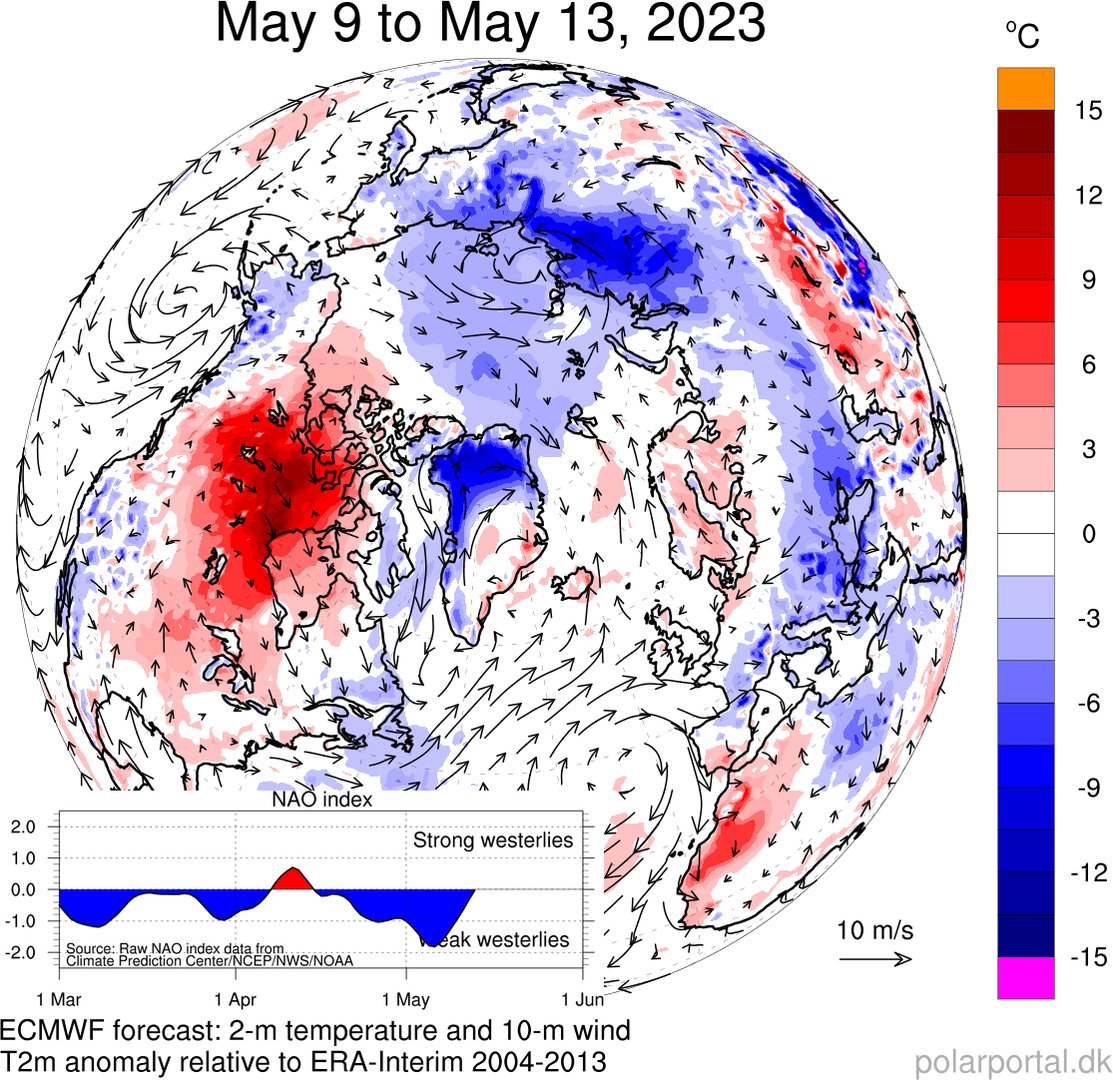 May 9 to May 13, 2023
oC
15
12
9
6
3
0
-3
-6
-9
-12
-15
10 m/s
NAO index
2.0
1.0
0.0
-1.0
-2.0
Strong westerlies
Weak westerlies
Source: Raw NAO index data from
Climate Prediction Center/NCEP/NWS/NOAA
1 Mar 1 Apr 1 May 1 Jun
ECMWF forecast: 2-m temperature and 10-m wind
T2m anomaly relative to ERA-Interim 2004-2013
polarportal.dk